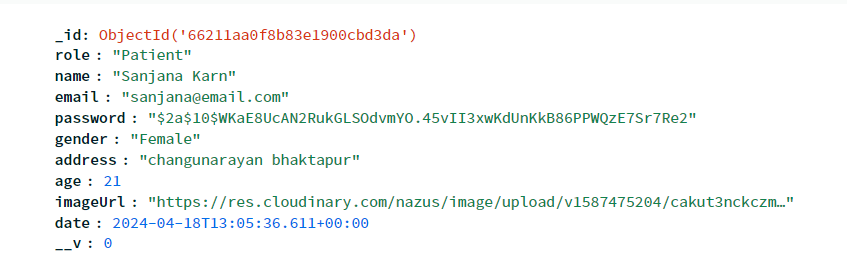 _id: ObjectId('66211aa0f8b83e1900cbd3da')
role : "Patient"
name : "Sanjana Karn"
email : "sanjana@email.com"
password : "$2a$10$WKaE8UcAN2RukGLSOdvmYO.45vII3xwKdUnKkB86PPWQzE7Sr7Re2"
gender : "Female"
address : "changunarayan bhaktapur"
age : 21
imageUrl : "https://res.cloudinary.com/nazus/image/upload/v1587475204/cakut3nckczm…"
date : 2024-04-18T13:05:36.611+00:00
__v : 0